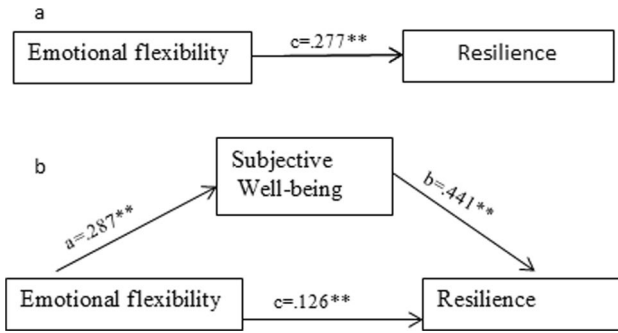 a
Emotional flexibility
c=.277**
Resilience
b
Subjective
Well-being
a=.287**
b=.441**
Emotional flexibility
c=.126**
Resilience